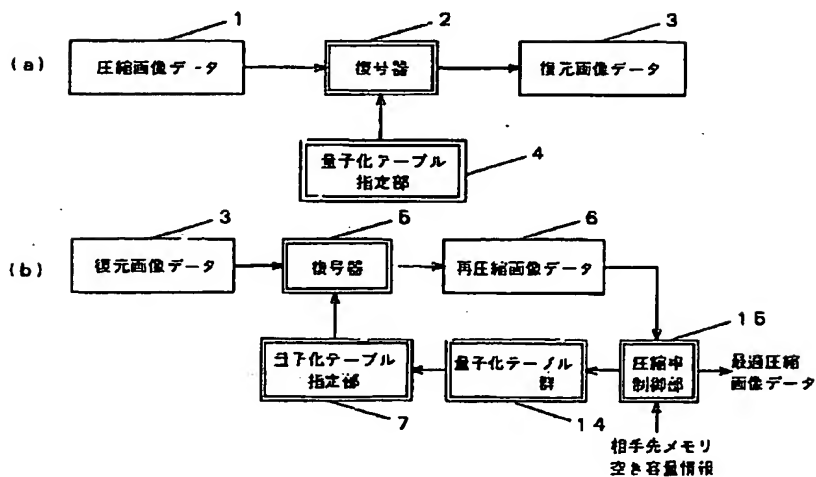 1
2
3
(a)
圧縮画像データ
復号器
復元画像データ
量子化テーブル
指定部
4
3
5
6
(b)
復元画像データ
復号器
再圧縮画像データ
15
量子化テーブル
指定部
量子化テーブル
群
圧縮率
制御部
最適圧縮
画像データ
7
14
相手先メモリ
空き容量情報